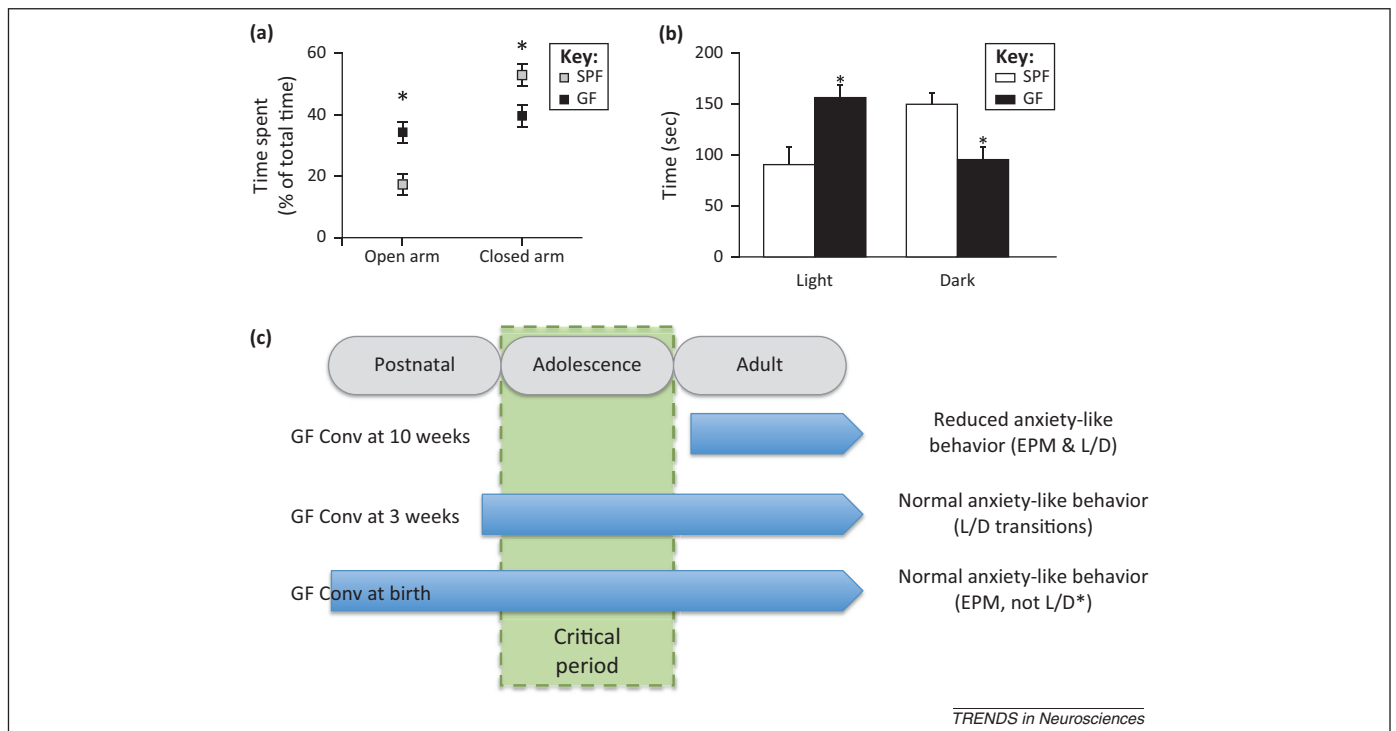 (a)
60
40
20
0
Time spent
(% of total time)
*
*
Key:
SPF
GF
Open arm
Closed arm
(b)
200
150
100
50
0
Time (sec)
*
*
Key:
SPF
GF
Light
Dark
(c)
Postnatal
Adolescence
Adult
GF Conv at 10 weeks
Reduced anxiety-like
behavior (EPM & L/D)
GF Conv at 3 weeks
Normal anxiety-like behavior
(L/D transitions)
GF Conv at birth
Normal anxiety-like behavior
(EPM, not L/D*)
Critical
period
TRENDS in Neurosciences